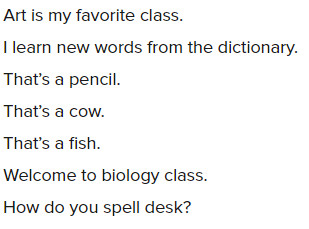 Art is my favorite class.
I learn new words from the dictionary.
That's a pencil.
That's a cow.
That's a fish.
Welcome to biology class.
How do you spell desk?